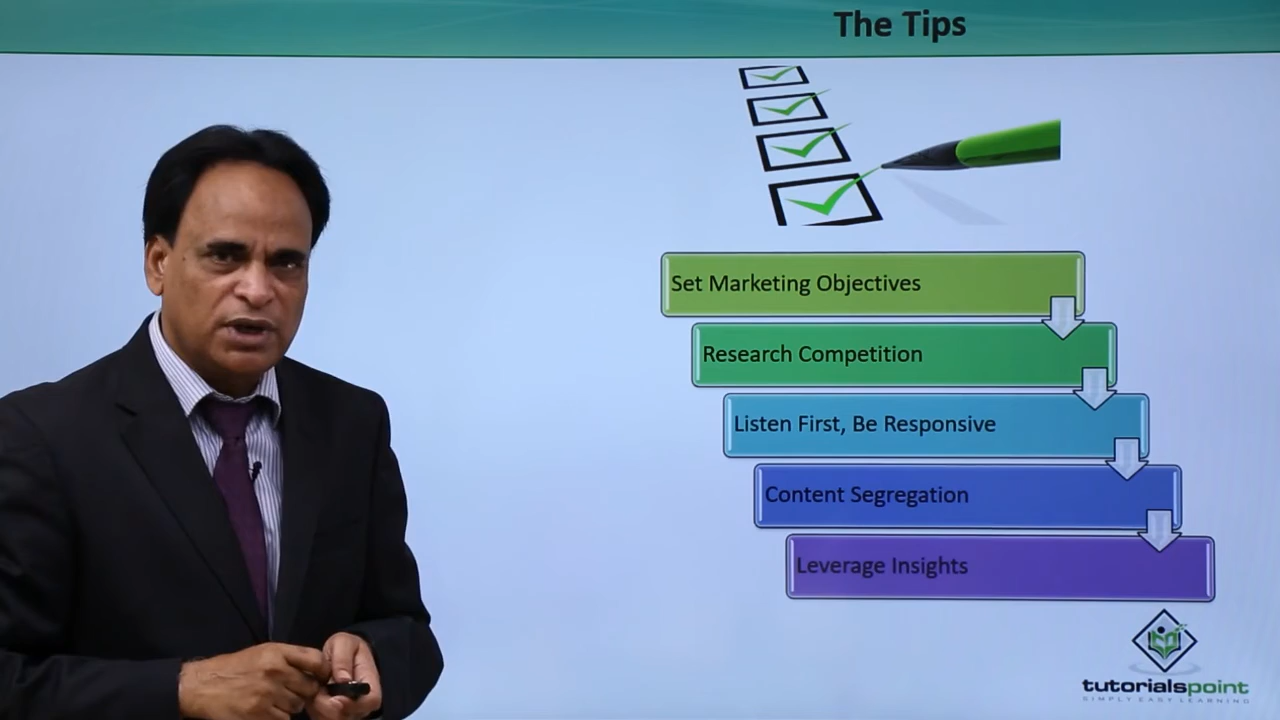 The Tips
Set Marketing Objectives
Research Competition
Listen First, Be Responsive
Content Segregation
Leverage Insights
tutorialspoint
SIMPLY EASY LEARNING